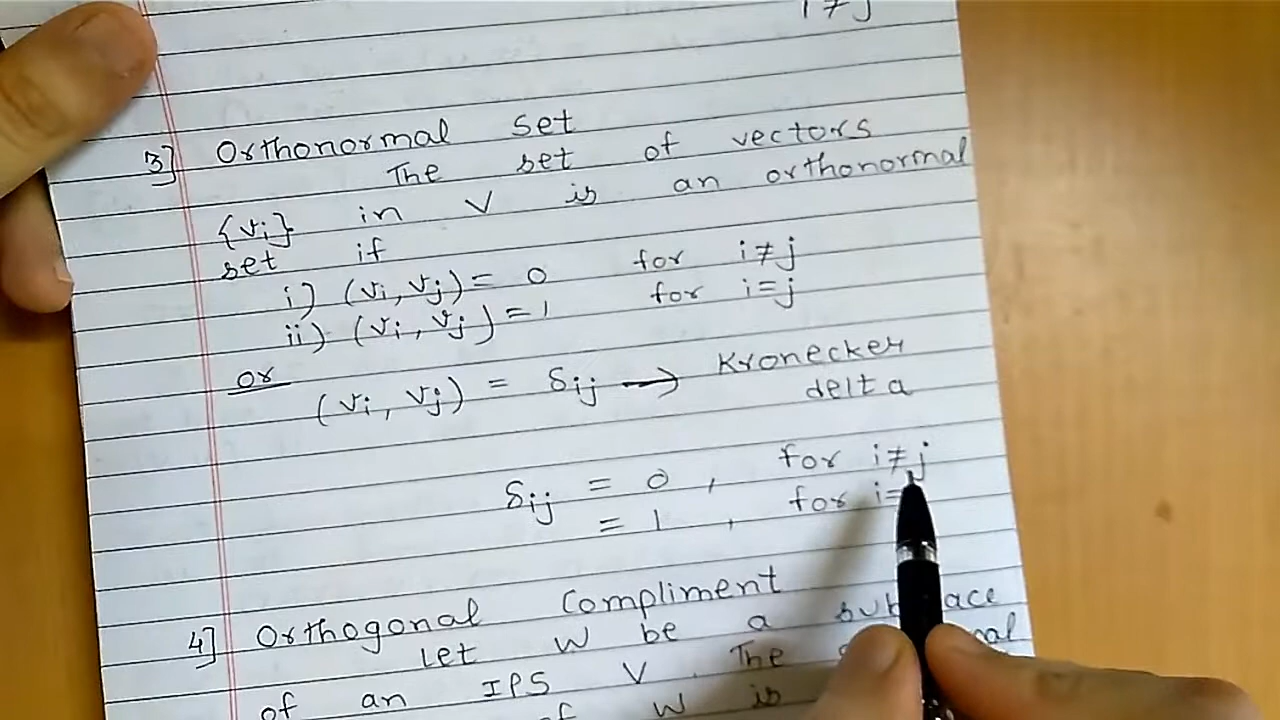 i ≠ j
3] Orthonormal set
The set of vectors
{vi} in V is an orthonormal
set if
i) (vi, vj) = 0 for i ≠ j
ii) (vi, vj) = 1 for i = j
or (vi, vj) = δij → Kronecker
delta
δij = 0 , for i ≠ j
= 1 , for i =
4] Orthogonal Compliment
Let W be a
of an IPS V. The
of W is